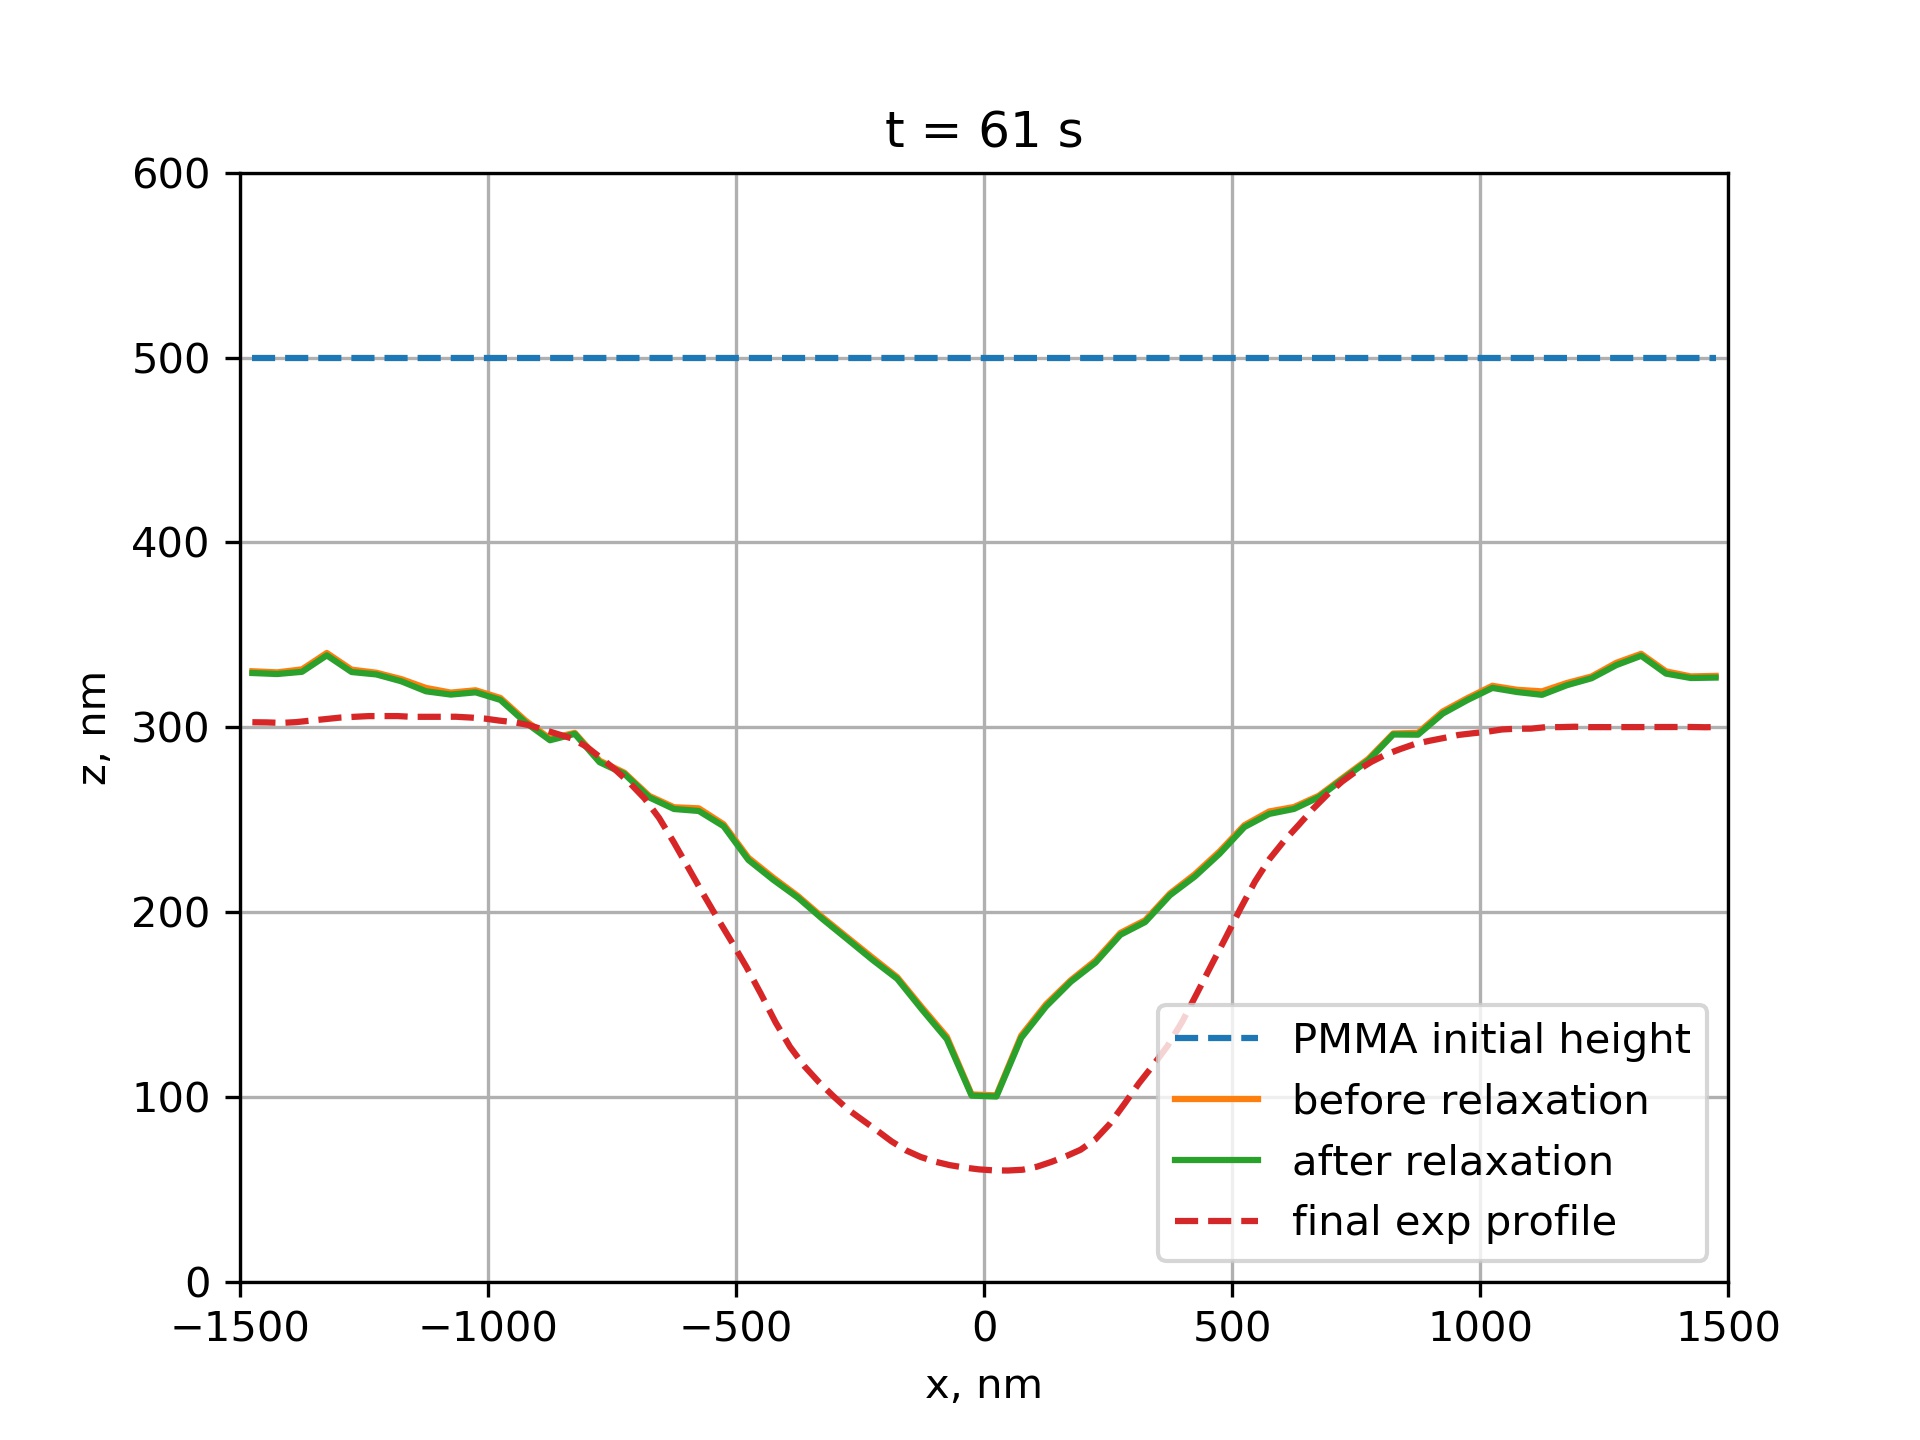 t = 61 s
600
500
400
300
200
100
0
z, nm
−1500
−1000
−500
0
500
1000
1500
x, nm
PMMA initial height
before relaxation
after relaxation
final exp profile